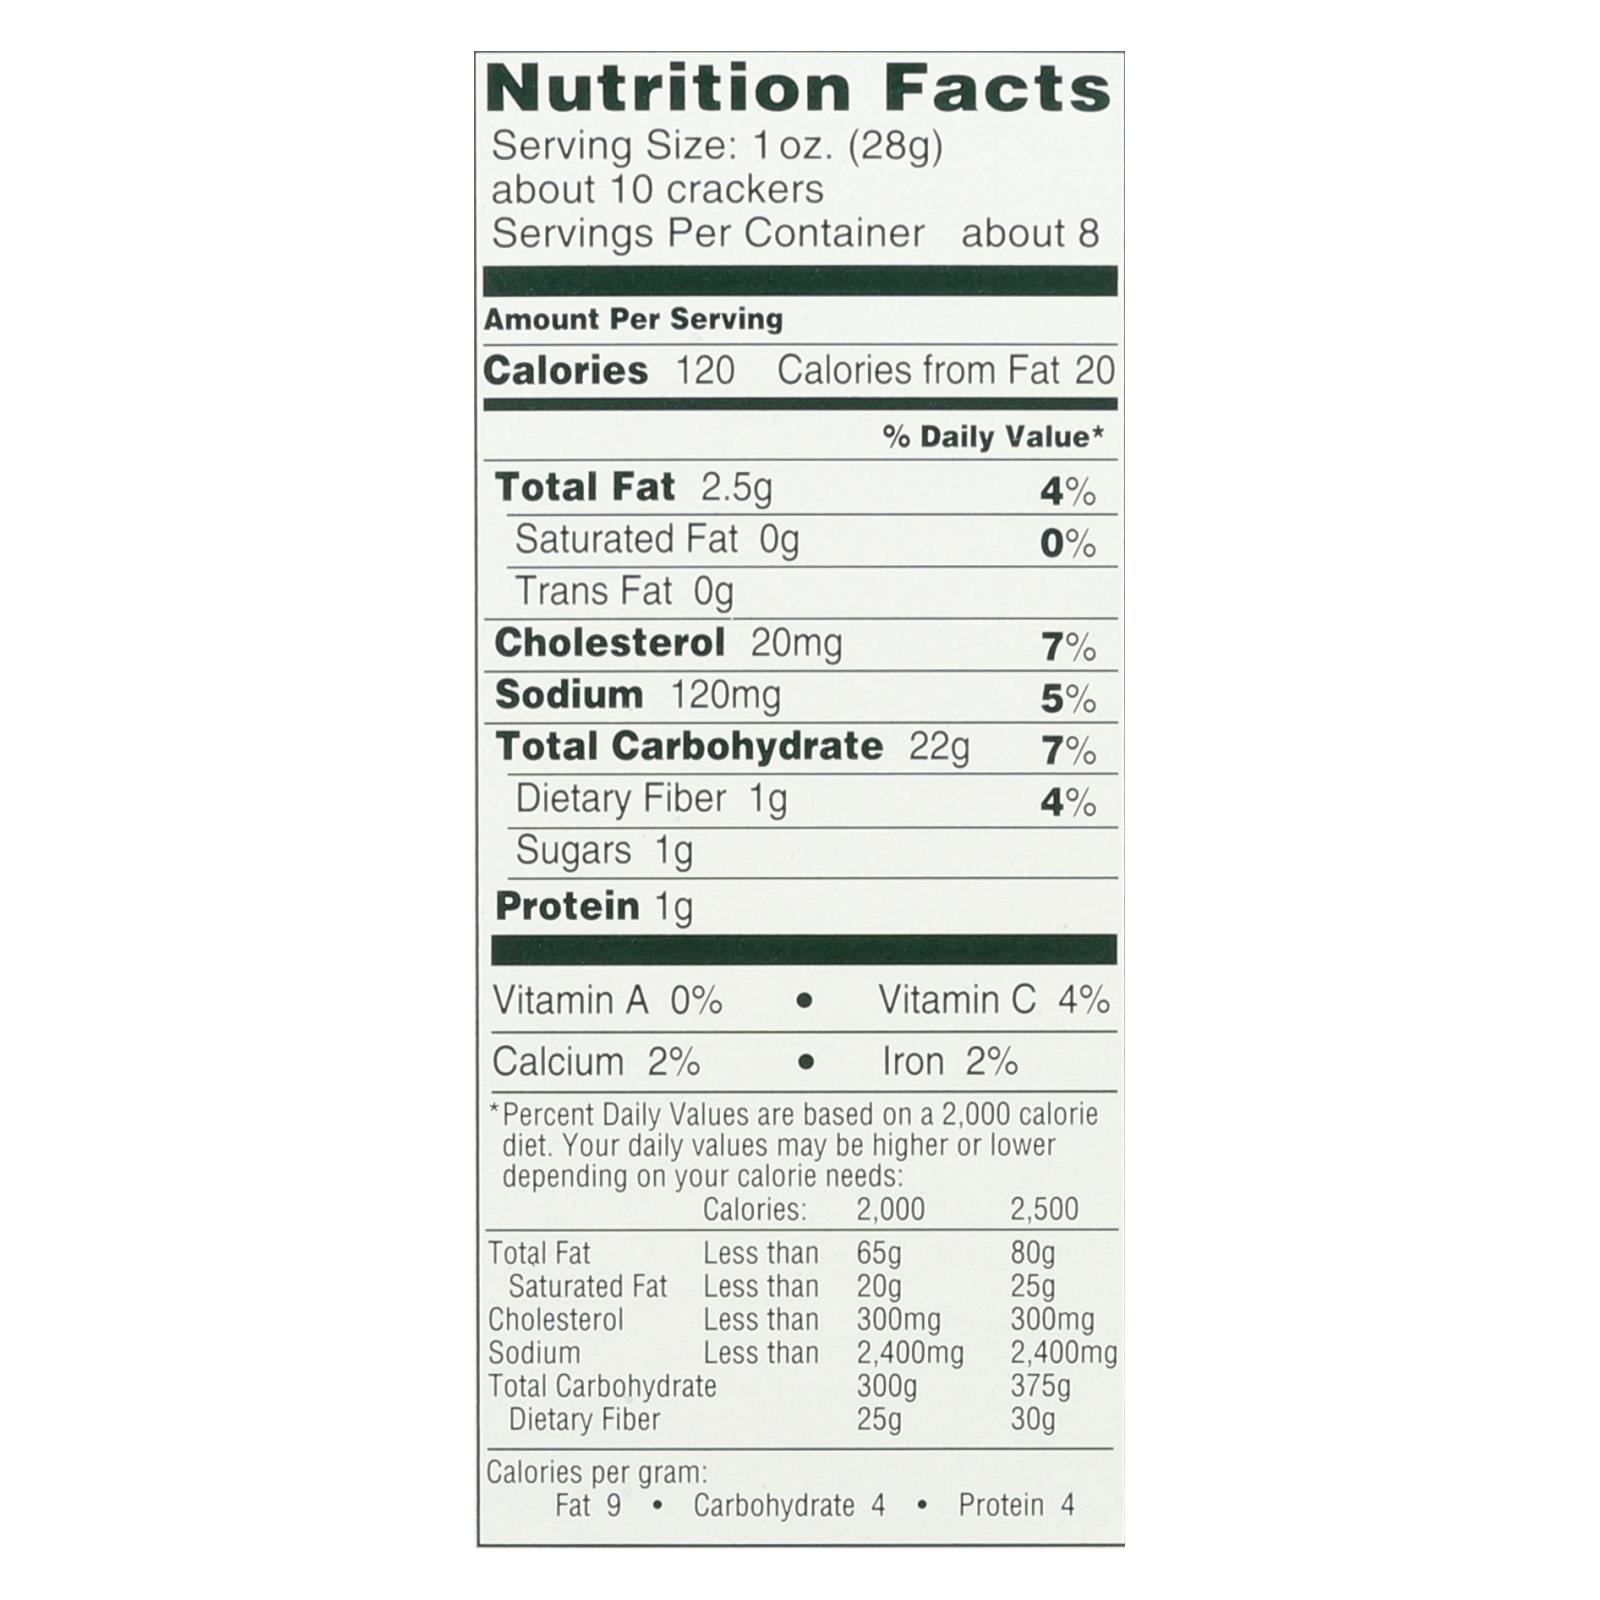 Nutrition Facts
Serving Size: 1 oz. (28g)
about 10 crackers
Servings Per Container about 8
Amount Per Serving
Calories 120 Calories from Fat 20
% Daily Value*
Total Fat 2.5g 4%
Saturated Fat 0g 0%
Trans Fat 0g
Cholesterol 20mg 7%
Sodium 120mg 5%
Total Carbohydrate 22g 7%
Dietary Fiber 1g 4%
Sugars 1g
Protein 1g
Vitamin A 0% • Vitamin C 4%
Calcium 2% • Iron 2%
*Percent Daily Values are based on a 2,000 calorie
diet. Your daily values may be higher or lower
depending on your calorie needs:
Calories: 2,000 2,500
Total Fat Less than 65g 80g
Saturated Fat Less than 20g 25g
Cholesterol Less than 300mg 300mg
Sodium Less than 2,400mg 2,400mg
Total Carbohydrate 300g 375g
Dietary Fiber 25g 30g
Calories per gram:
Fat 9 • Carbohydrate 4 • Protein 4